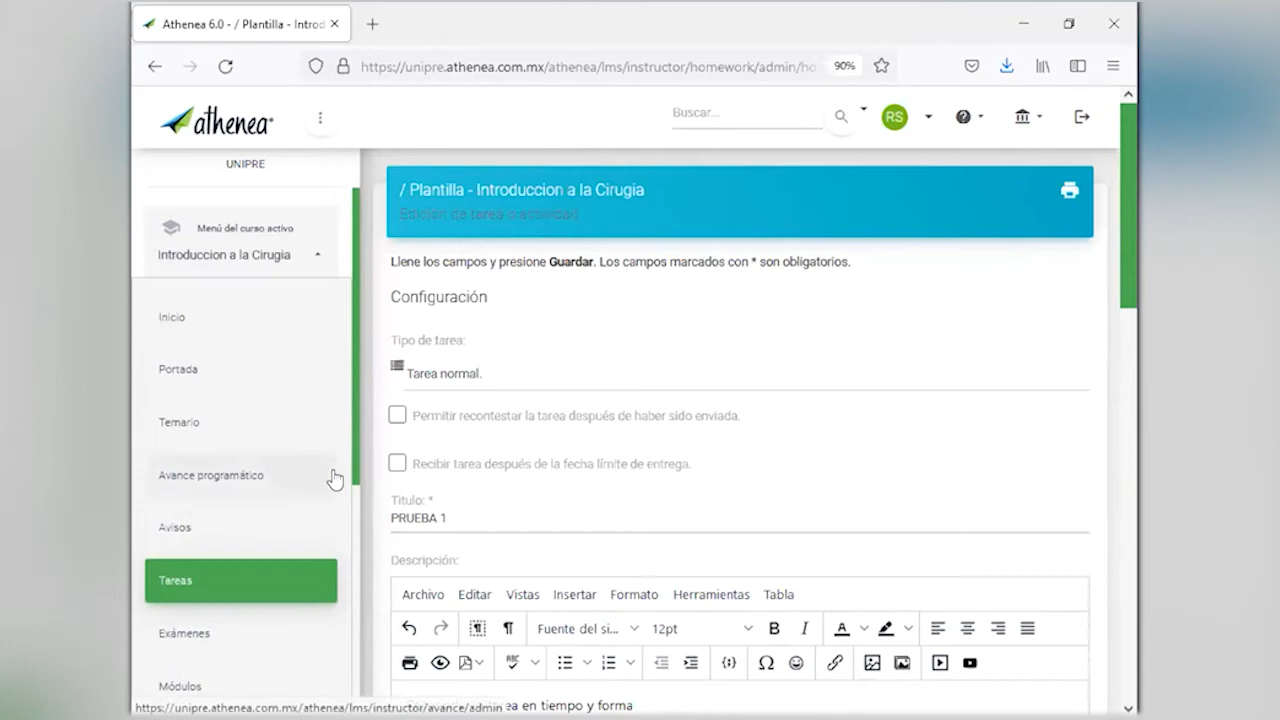 Athenea 6.0 - / Plantilla - Introd
https://unipre.athenea.com.mx/athenea/lms/instructor/homework/admin/ho
90%
athenea
Buscar...
RS
UNIPRE
Menú del curso activo
Introduccion a la Cirugia
Inicio
Portada
Temario
Avance programático
Avisos
Tareas
Exámenes
Módulos
/ Plantilla - Introduccion a la Cirugia
Edición de tarea
Llene los campos y presione Guardar. Los campos marcados con * son obligatorios.
Configuración
Tipo de tarea:
Tarea normal.
Permitir recontestar la tarea después de haber sido enviada.
Recibir tarea después de la fecha límite de entrega.
Titulo: *
PRUEBA 1
Descripción:
Archivo Editar Vistas Insertar Formato Herramientas Tabla
Fuente del si... 12pt B I A
ABC
ea en tiempo y forma
https://unipre.athenea.com.mx/athenea/lms/instructor/avance/admin